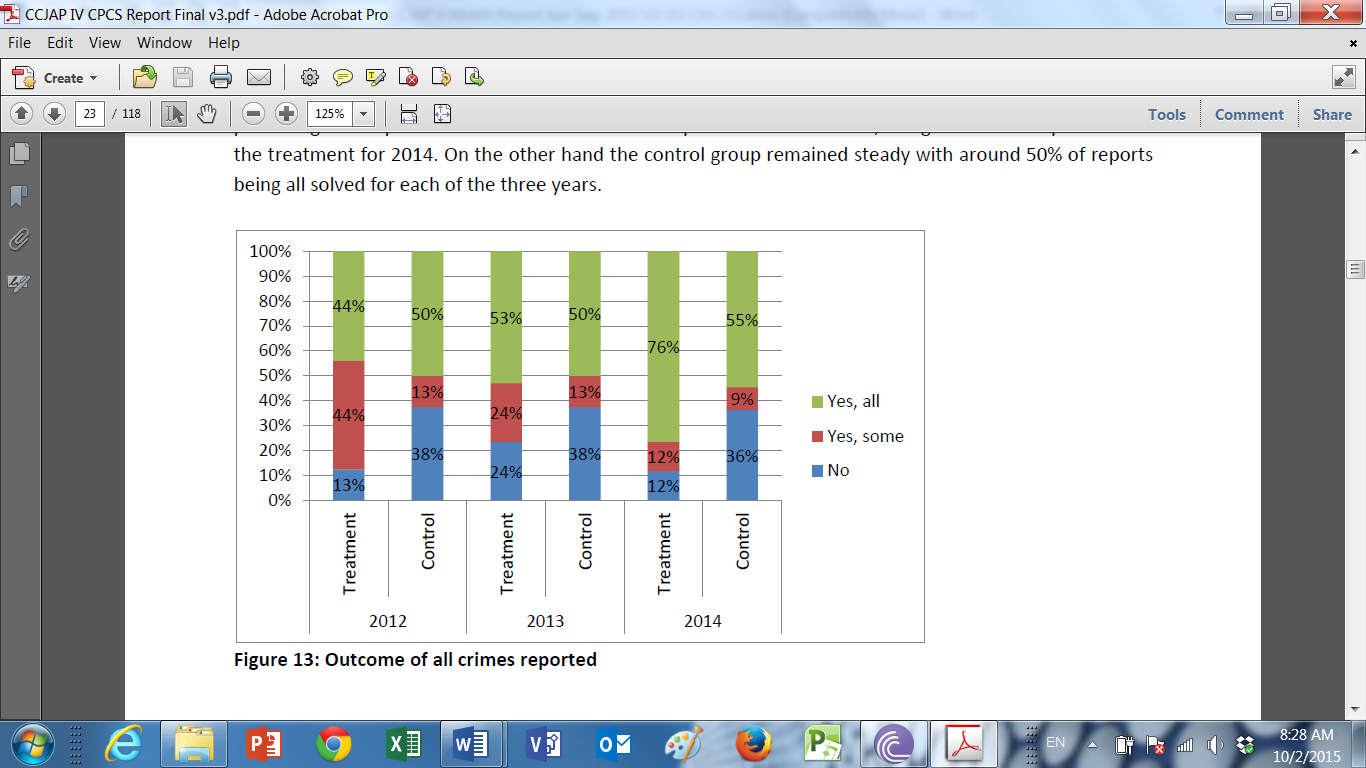 CCJAP IV CPCS Report Final v3.pdf - Adobe Acrobat Pro
File Edit View Window Help
Create
23 / 118
125%
Tools Comment Share
the treatment for 2014. On the other hand the control group remained steady with around 50% of reports
being all solved for each of the three years.
100%
90%
80%
70%
60%
50%
40%
30%
20%
10%
0%
44% 50% 53% 50% 76% 55%
44% 13% 24% 13% 12% 9%
13% 38% 24% 38% 12% 36%
Yes, all
Yes, some
No
Treatment Control Treatment Control Treatment Control
2012 2013 2014
Figure 13: Outcome of all crimes reported
EN
8:28 AM
10/2/2015